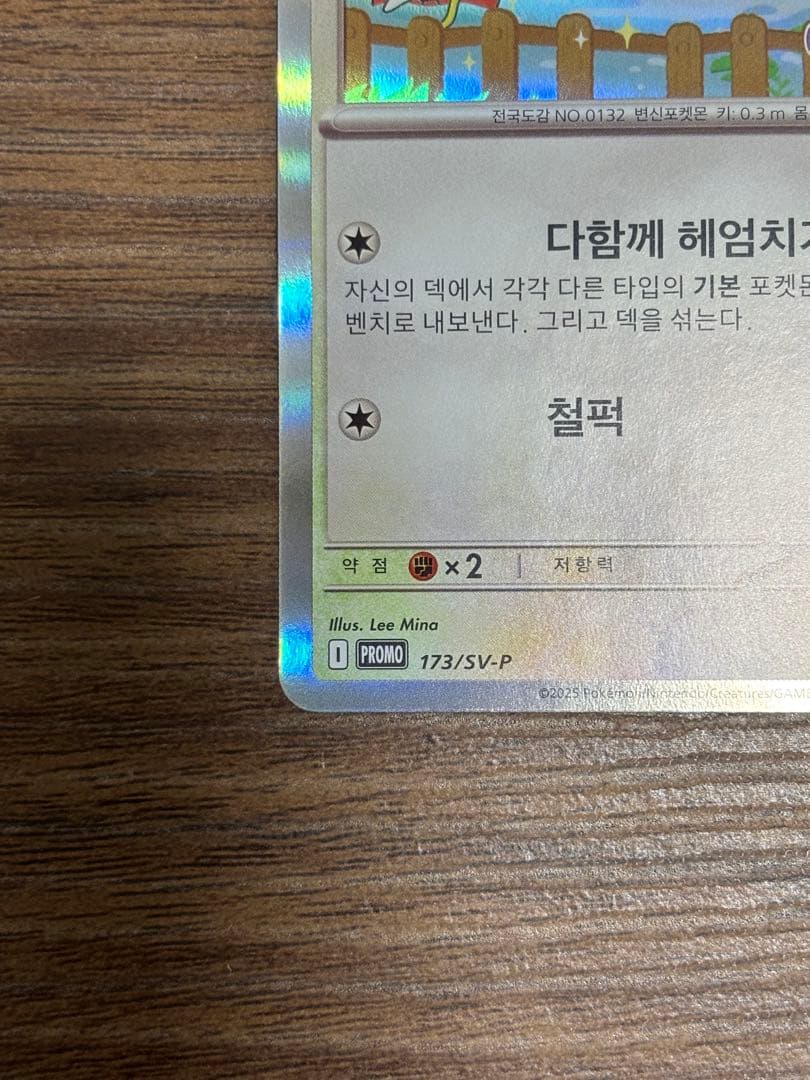 전국도감 NO.0132 변신포켓몬 키: 0.3 m 몸
다함께 헤엄치
자신의 덱에서 각각 다른 타입의 기본 포켓몬
벤치로 내보낸다. 그리고 덱을 섞는다.
철퍽
약점 ×2 저항력
Illus. Lee Mina
I PROMO 173/SV-P
©2025 Pokémon/Nintendo/Creatures/GAME